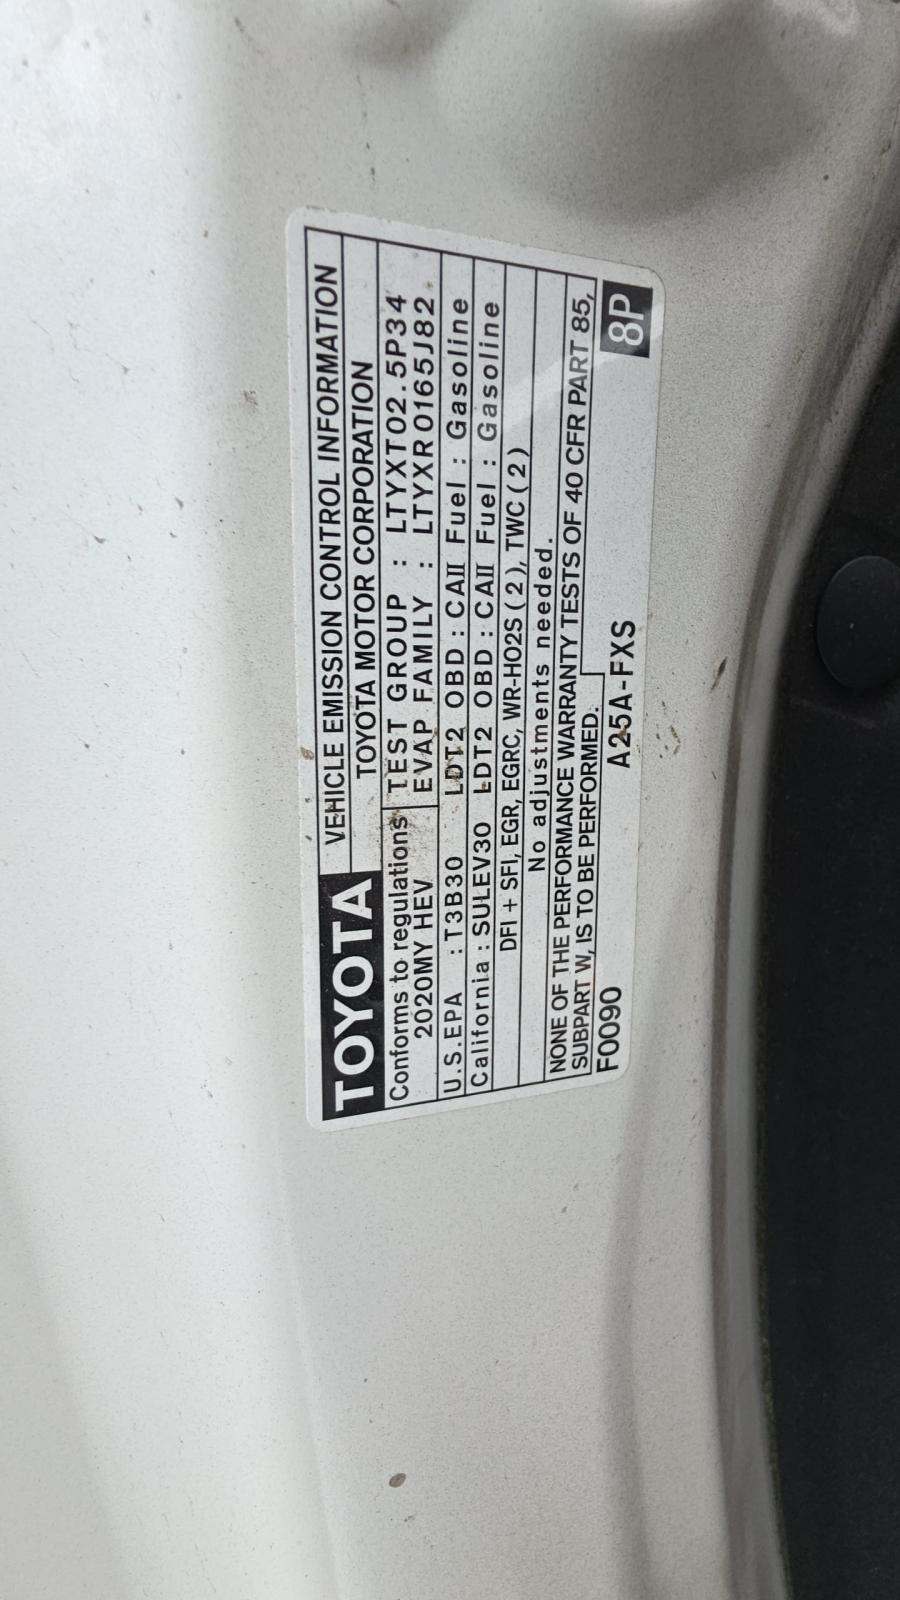 TOYOTA
VEHICLE EMISSION CONTROL INFORMATION
TOYOTA MOTOR CORPORATION
Conforms to regulations
2020MY HEV
TEST GROUP : LTYXT02.5P34
EVAP FAMILY : LTYXR0165J82
U.S.EPA : T3B30 LDT2 OBD : CAⅡ Fuel : Gasoline
California : SULEV30 LDT2 OBD : CAⅡ Fuel : Gasoline
DFI + SFI, EGR, EGRC, WR-HO2S ( 2 ), TWC ( 2 )
No adjustments needed.
NONE OF THE PERFORMANCE WARRANTY TESTS OF 40 CFR PART 85,
SUBPART W, IS TO BE PERFORMED.
F0090 A25A-FXS 8P